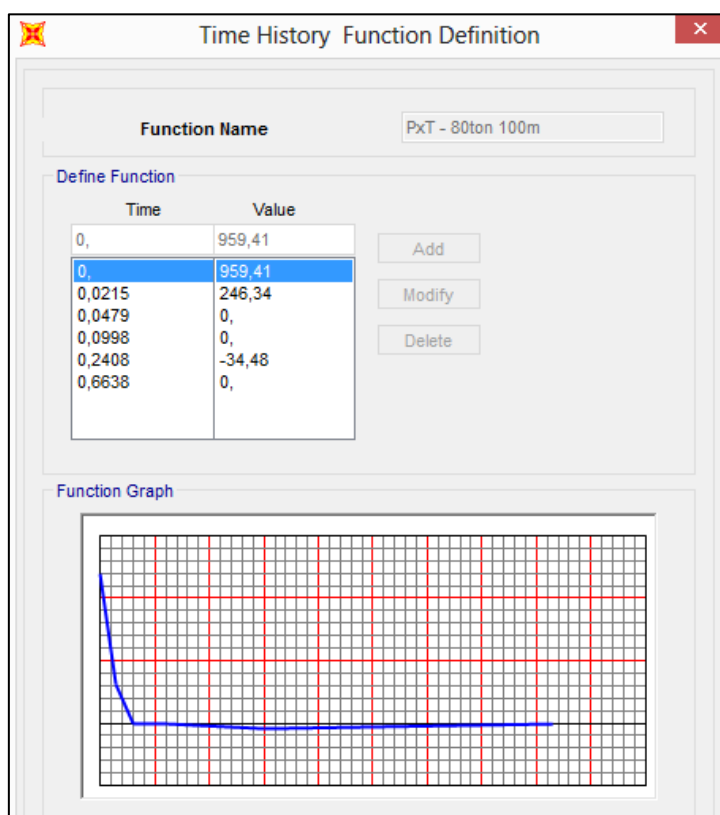 Time History Function Definition
Function Name
PxT - 80ton 100m
Define Function
Time Value
0, 959,41
Add
0, 959,41
0,0215 246,34
Modify
0,0479 0,
0,0998 0,
Delete
0,2408 -34,48
0,6638 0,
Function Graph